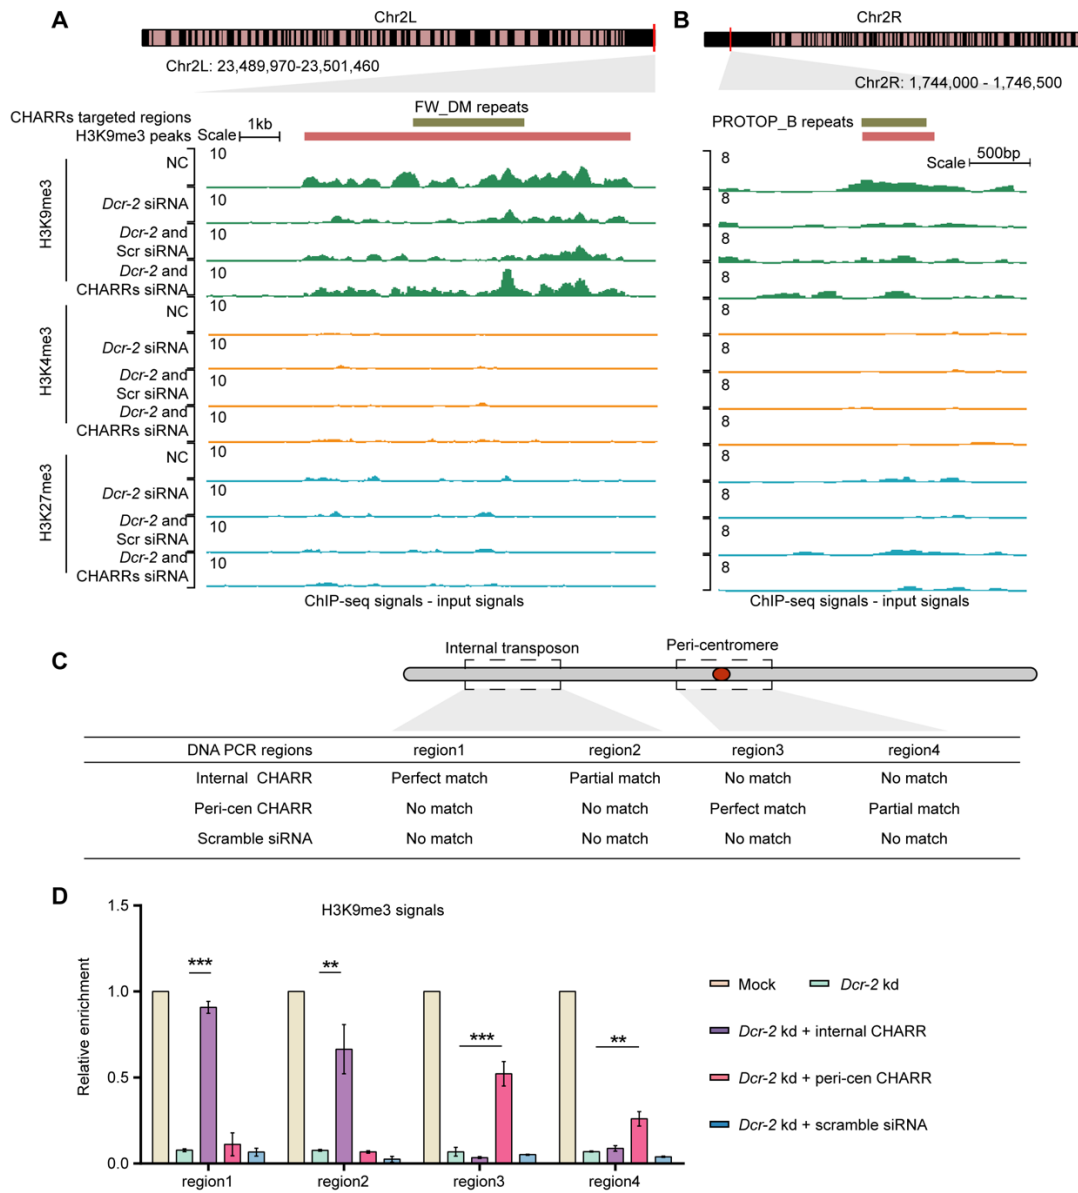 A
Chr2L
Chr2L: 23,489,970-23,501,460
CHARRs targeted regions
FW_DM repeats
H3K9me3 peaks
Scale
1kb
H3K9me3
NC
10
Dcr-2 siRNA
10
Dcr-2 and
Scr siRNA
10
Dcr-2 and
CHARRs siRNA
10
H3K4me3
NC
10
Dcr-2 siRNA
10
Dcr-2 and
Scr siRNA
10
Dcr-2 and
CHARRs siRNA
10
H3K27me3
NC
10
Dcr-2 siRNA
10
Dcr-2 and
Scr siRNA
10
Dcr-2 and
CHARRs siRNA
10
ChIP-seq signals - input signals
B
Chr2R
Chr2R: 1,744,000 - 1,746,500
PROTOP_B repeats
Scale
500bp
8
8
8
8
8
8
8
8
8
8
8
8
ChIP-seq signals - input signals
C
Internal transposon
Peri-centromere
DNA PCR regions region1 region2 region3 region4
Internal CHARR Perfect match Partial match No match No match
Peri-cen CHARR No match No match Perfect match Partial match
Scramble siRNA No match No match No match No match
D
H3K9me3 signals
Relative enrichment
1.5
1.0
0.5
0.0
***
**
***
**
region1 region2 region3 region4
Mock
Dcr-2 kd
Dcr-2 kd + internal CHARR
Dcr-2 kd + peri-cen CHARR
Dcr-2 kd + scramble siRNA